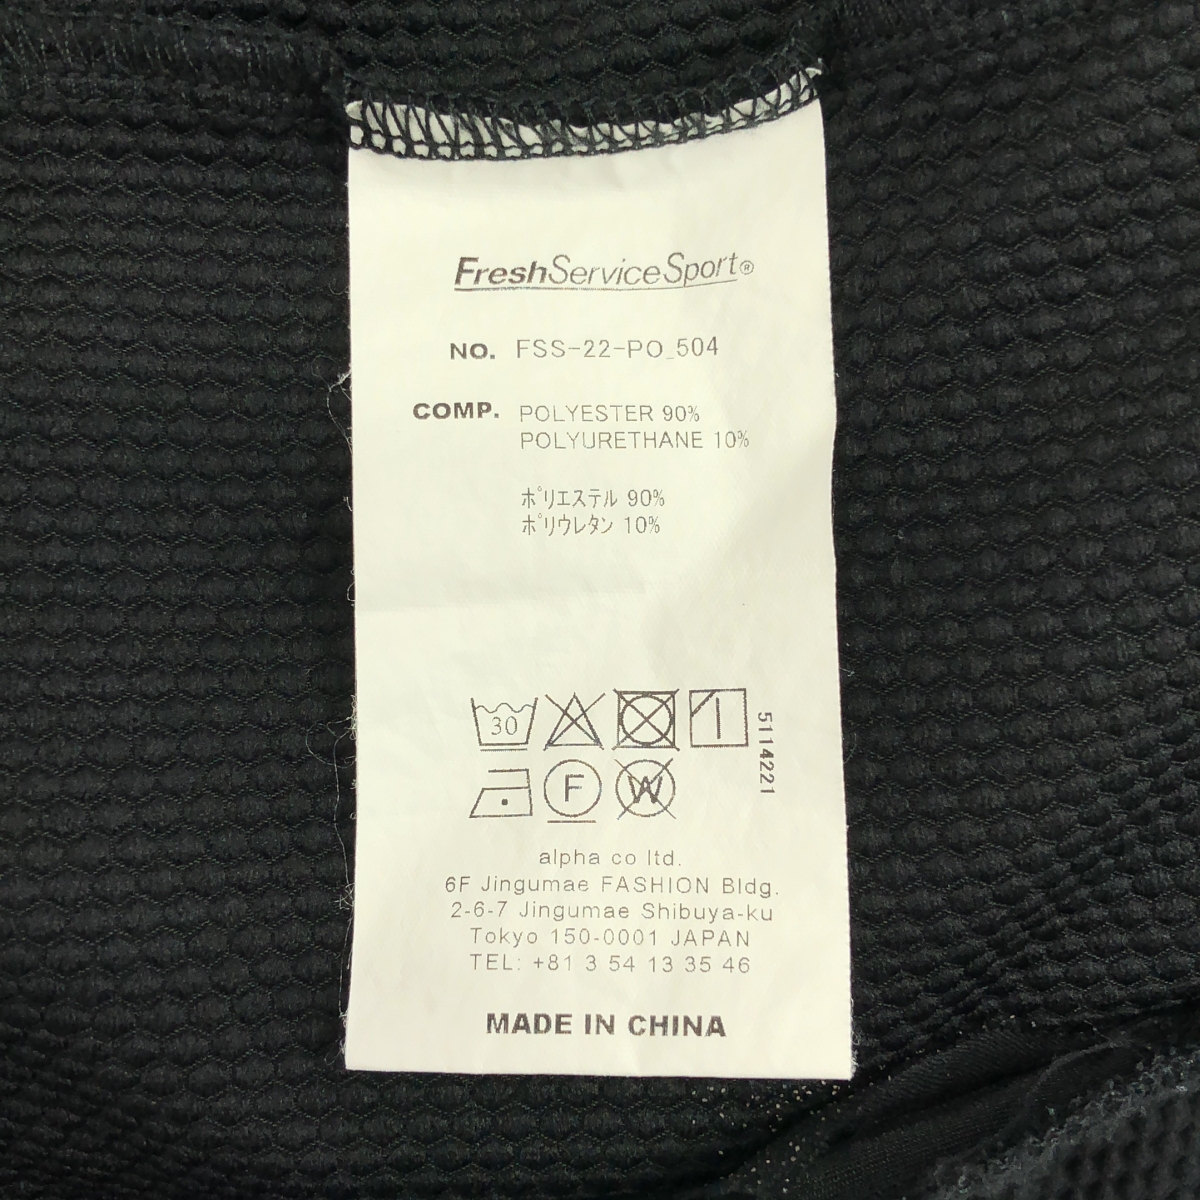 FreshServiceSport®
NO. FSS-22-PO_504
COMP. POLYESTER 90%
POLYURETHANE 10%
ポリエステル 90%
ポリウレタン 10%
30
5114221
F W
alpha co ltd.
6F Jingumae FASHION Bldg.
2-6-7 Jingumae Shibuya-ku
Tokyo 150-0001 JAPAN
TEL: +81 3 54 13 35 46
MADE IN CHINA